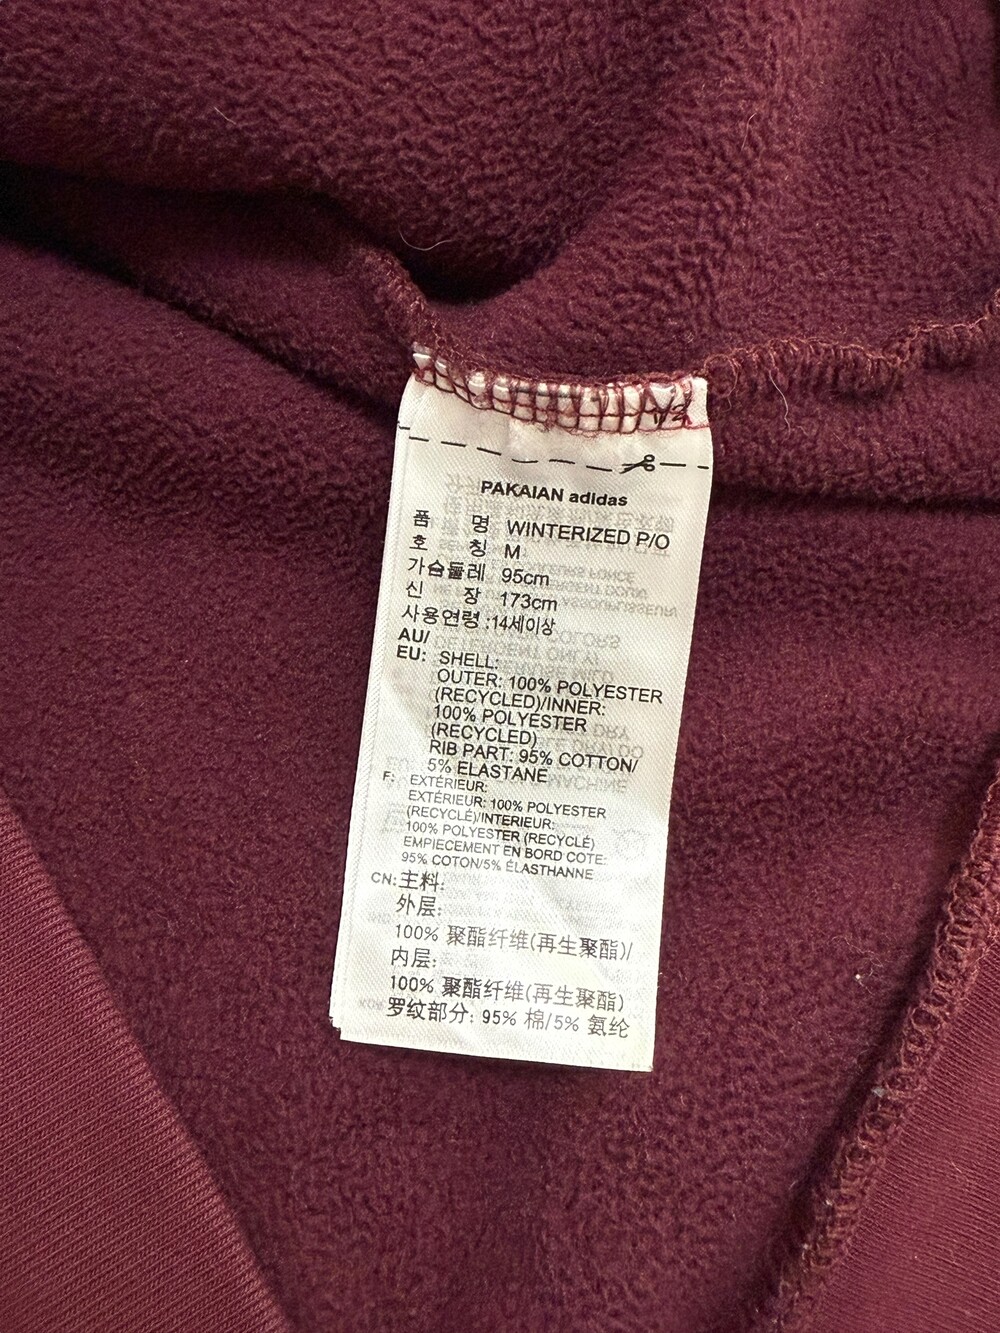 PAKAIAN adidas
품 명 WINTERIZED P/O
호 칭 M
가슴둘레 95cm
신 장 173cm
사용연령 :14세이상
AU/
EU: SHELL:
OUTER: 100% POLYESTER
(RECYCLED)/INNER:
100% POLYESTER
(RECYCLED)
RIB PART: 95% COTTON/
5% ELASTANE
F: EXTÉRIEUR:
EXTÉRIEUR: 100% POLYESTER
(RECYCLÉ)/INTERIEUR:
100% POLYESTER (RECYCLÉ)
EMPIECEMENT EN BORD COTE:
95% COTON/5% ÉLASTHANNE
CN: 主料:
外层:
100% 聚酯纤维(再生聚酯)/
内层:
100% 聚酯纤维(再生聚酯)
罗纹部分: 95% 棉/5% 氨纶